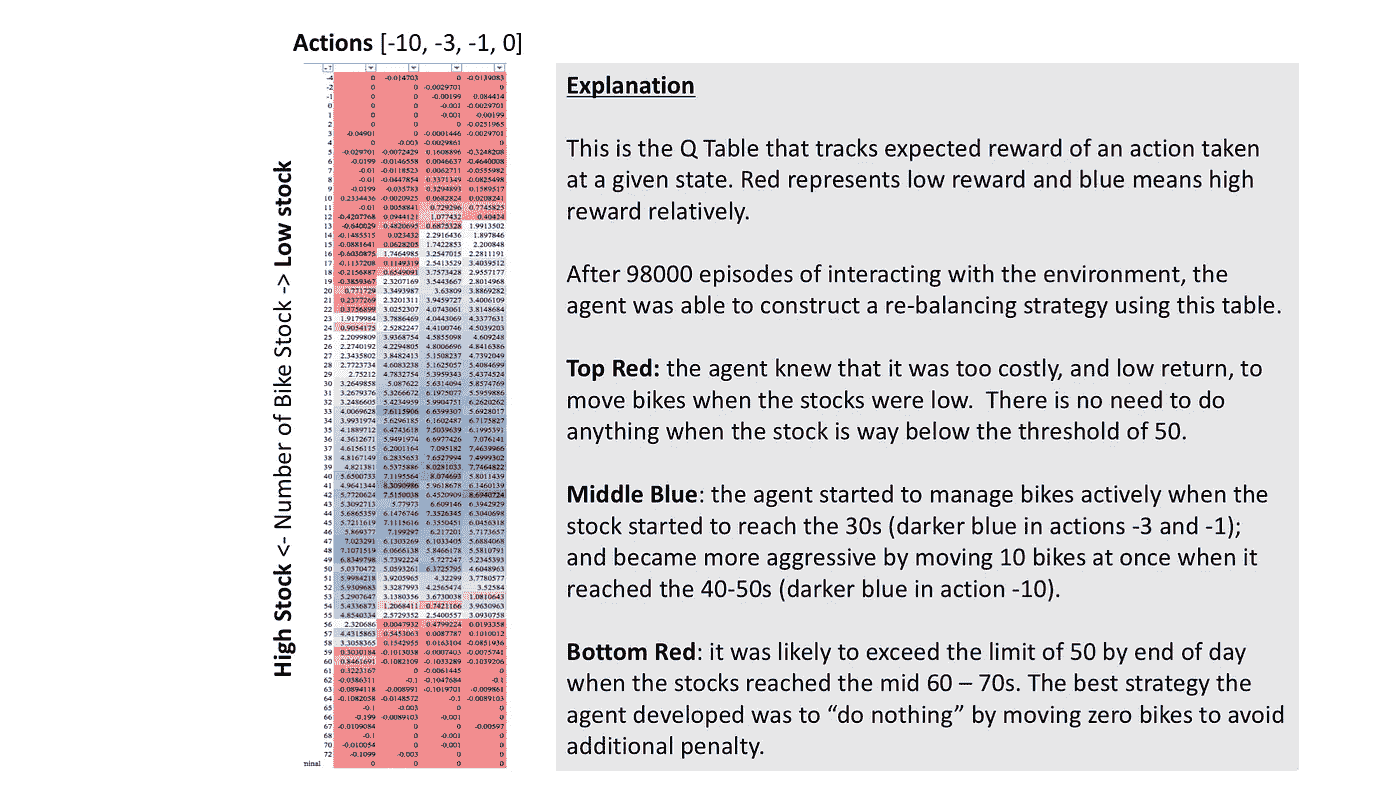 Actions [-10, -3, -1, 0]
High Stock <- Number of Bike Stock -> Low stock
-4 0 -0.014703 0 -0.0139083
-2 0 0 -0.0029701 0
-1 0 0 -0.00199 0.084414
0 0 0 -0.001 -0.0029701
1 0 0 -0.001 -0.00199
2 0 0 0 -0.0251965
3 -0.04901 0 -0.0001446 -0.0029701
4 0 -0.003 -0.0029861 0
5 -0.029701 -0.0072429 0.1608896 -0.3248208
6 -0.0199 -0.0146558 0.0046637 -0.4640008
7 -0.01 -0.0118523 0.0062711 -0.0555982
8 -0.01 -0.0447854 0.3371349 -0.0825498
9 -0.0199 -0.035783 0.3294893 0.1589517
10 0.2334436 -0.0020925 0.0682824 0.0208241
11 -0.01 0.0058841 0.729296 0.7745825
12 -0.4207768 0.0944121 1.077432 0.40424
13 -0.640029 0.4820695 0.6875328 1.9913502
14 -0.1485515 0.023432 2.2916436 1.897846
15 -0.0881641 0.0628205 1.7422853 2.200848
16 -0.6030875 1.7464985 3.2547015 2.2811191
17 -0.1137208 0.1149319 2.5413529 3.4039512
18 -0.2156887 0.6549091 3.7573428 2.9557177
19 -0.3859367 2.3207169 3.5443667 2.8014968
20 0.771729 3.3493987 3.63809 3.8869282
21 0.2377269 2.3201311 3.9459727 3.4006109
22 0.3756899 3.0252307 4.0743061 3.8148684
23 1.9179984 3.7886469 4.0443069 4.3377631
24 0.9054175 2.5282247 4.4100746 4.5039203
25 2.2099809 3.9368754 4.5855098 4.609248
26 2.2740192 4.2294805 4.8006696 4.8416386
27 2.3435802 3.8482413 5.1508237 4.7392049
28 2.7723734 4.6083238 5.1625057 5.4084699
29 2.75212 4.7832754 5.3959343 5.4374524
30 3.2649858 5.087622 5.6314094 5.8574769
31 3.2679376 5.3266672 6.1975077 5.5959886
32 3.2486605 5.4234959 5.9904751 6.2620262
33 4.0069628 7.6115906 6.6399307 5.6928017
34 3.9931974 5.6296185 6.1602487 6.7175827
35 4.1889712 6.4743618 7.5039639 6.1995391
36 4.3612671 5.9491974 6.6977426 7.076141
37 4.6156115 6.2001164 7.095182 7.4639966
38 4.8167149 6.2835653 7.6527994 7.4999302
39 4.821381 6.5375886 8.0281033 7.7464822
40 5.6500733 7.1195564 8.074693 5.8011439
41 4.9641344 8.3090986 5.9618678 6.1460139
42 5.7720624 7.5150038 6.4520909 8.6940724
43 5.3092713 5.77973 6.609146 6.3942929
44 5.6865359 6.1476746 7.3526345 6.3040698
45 5.7211619 7.1115616 6.3550451 6.0456318
46 5.869377 7.199297 6.217201 5.7173657
47 7.023291 6.1303269 6.1033405 5.6884068
48 7.1071519 6.0666138 5.8466178 5.5810791
49 6.8349798 5.7392224 5.727247 5.2345393
50 5.0370472 5.0593261 6.3725795 4.6048963
51 5.9984218 3.9205965 4.32299 3.7780577
52 5.9309683 3.3287993 4.2565474 3.52584
53 5.2907647 3.1380356 3.6730038 1.0810643
54 5.4336873 1.2068411 0.7421166 3.9630963
55 4.8540334 2.5729352 2.5400557 3.0930758
56 2.320686 0.0047932 0.4799224 0.0193358
57 4.4315863 0.5453063 0.0087787 0.1010012
58 3.3058365 0.1542955 0.0163104 -0.0851936
59 0.3030184 -0.1013038 -0.0007403 -0.0075741
60 0.8461691 -0.1082109 -0.1033289 -0.1039206
61 0.3223167 0 -0.0061445 0
62 -0.0386311 -0.1 -0.1047684 -0.1
63 -0.0894118 -0.008991 -0.1019701 -0.009861
64 -0.1082058 -0.0148572 -0.1 -0.0089103
65 -0.1 -0.003 0 0
66 -0.199 -0.0089103 -0.001 0
67 -0.0109084 0 0 -0.00597
68 -0.1 0 -0.001 0
70 -0.010054 0 -0.001 0
72 -0.1099 -0.003 0 0
minal 0 0 0 0
Explanation
This is the Q Table that tracks expected reward of an action taken
at a given state. Red represents low reward and blue means high
reward relatively.
After 98000 episodes of interacting with the environment, the
agent was able to construct a re-balancing strategy using this table.
Top Red: the agent knew that it was too costly, and low return, to
move bikes when the stocks were low. There is no need to do
anything when the stock is way below the threshold of 50.
Middle Blue: the agent started to manage bikes actively when the
stock started to reach the 30s (darker blue in actions -3 and -1);
and became more aggressive by moving 10 bikes at once when it
reached the 40-50s (darker blue in action -10).
Bottom Red: it was likely to exceed the limit of 50 by end of day
when the stocks reached the mid 60 – 70s. The best strategy the
agent developed was to “do nothing” by moving zero bikes to avoid
additional penalty.